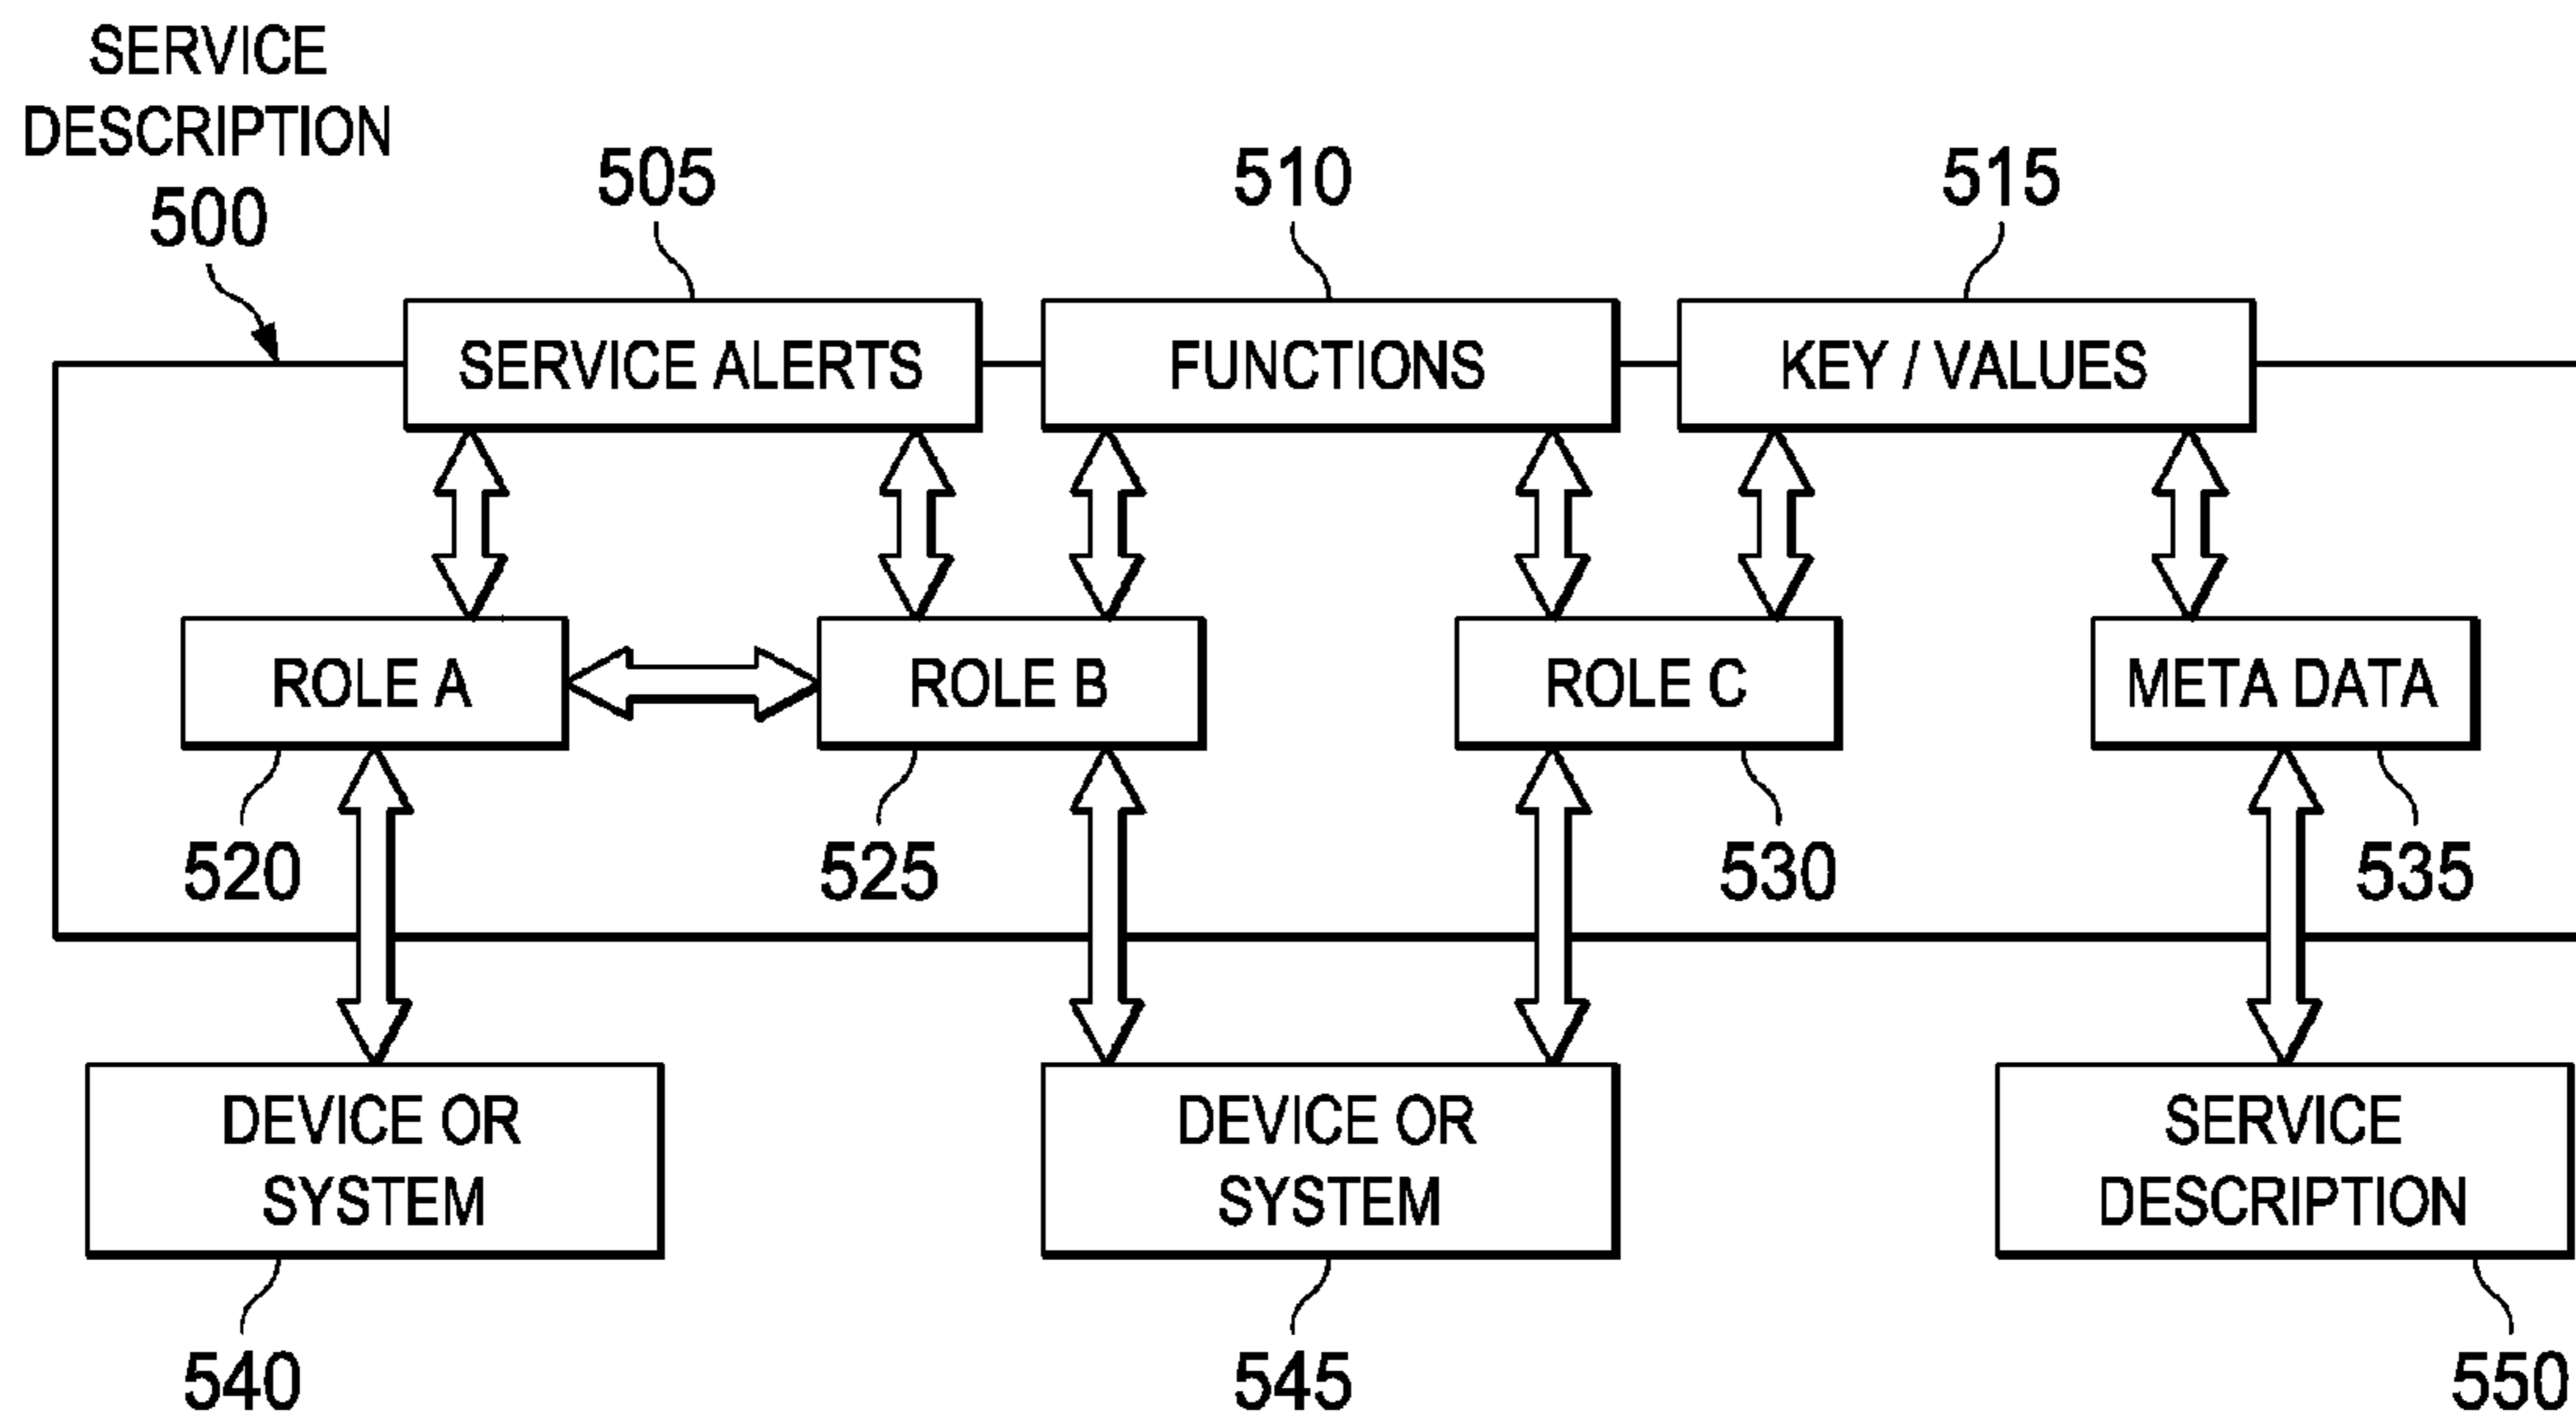 SERVICE
DESCRIPTION
500
505
510
515
SERVICE ALERTS
FUNCTIONS
KEY / VALUES
ROLE A
ROLE B
ROLE C
META DATA
520
525
530
535
DEVICE OR
SYSTEM
DEVICE OR
SYSTEM
SERVICE
DESCRIPTION
540
545
550